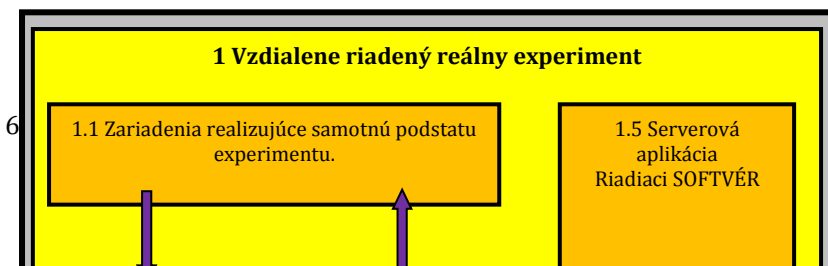 1 Vzdialene riadený reálny experiment
6
1.1 Zariadenia realizujúce samotnú podstatu
experimentu.
1.5 Serverová
aplikácia
Riadiaci SOFTVÉR